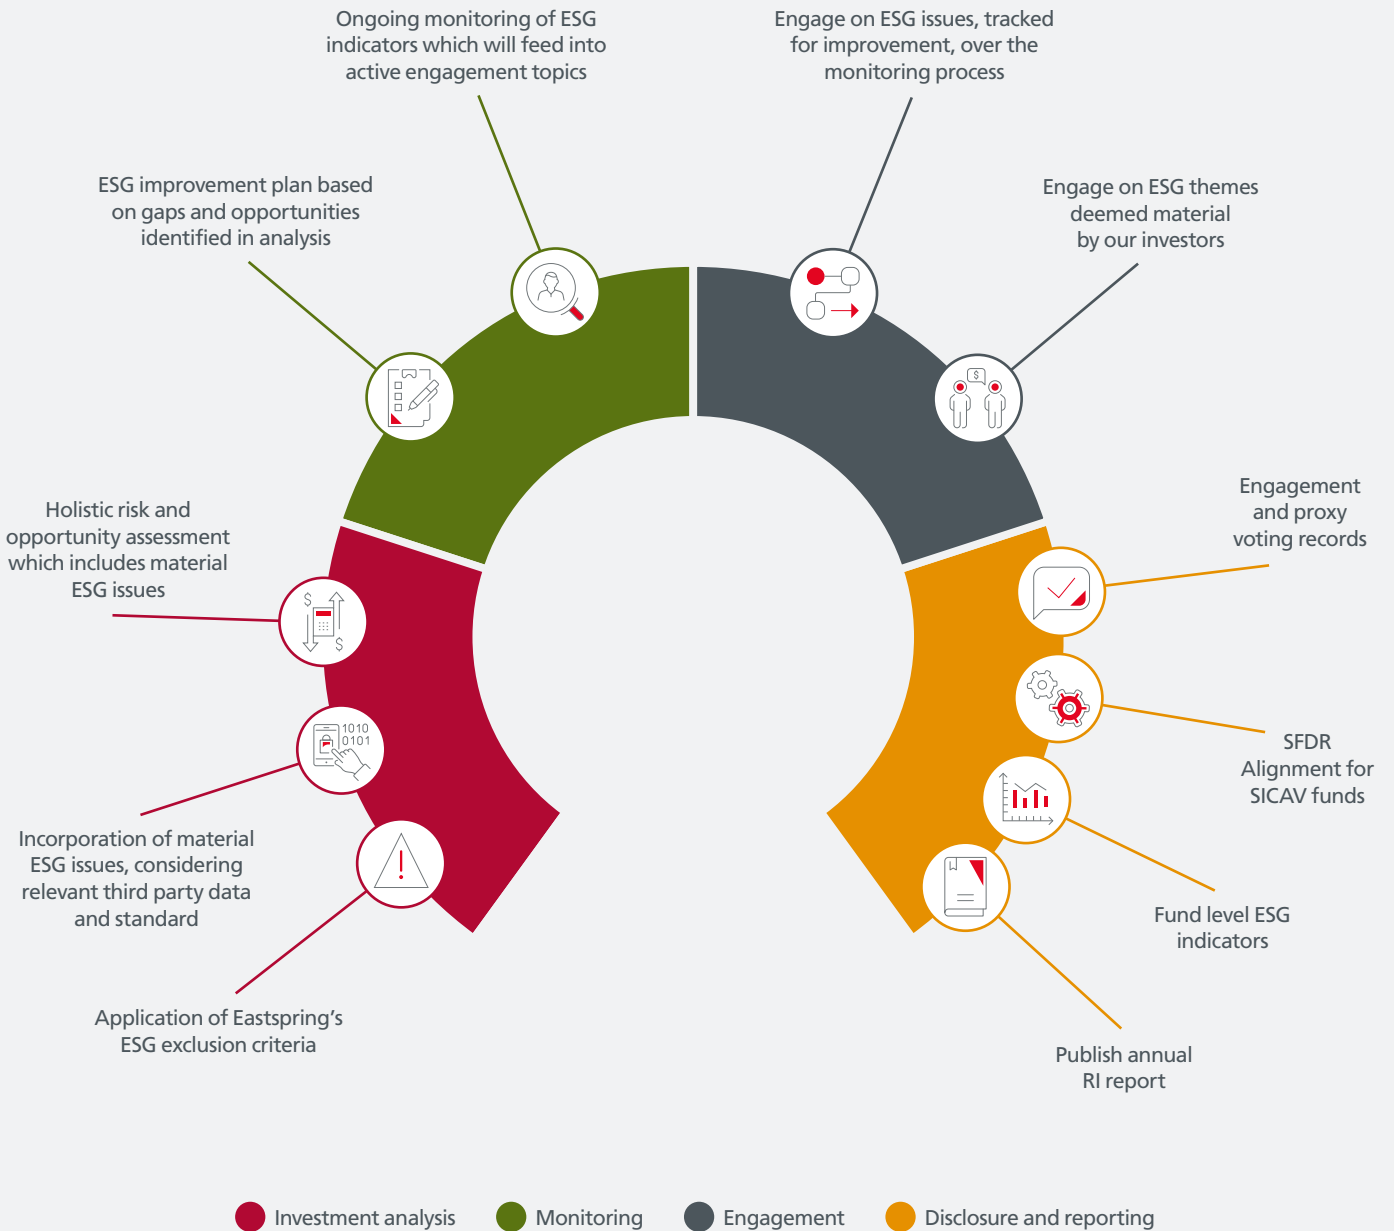 Ongoing monitoring of ESG
indicators which will feed into
active engagement topics
Engage on ESG issues, tracked
for improvement, over the
monitoring process
ESG improvement plan based
on gaps and opportunities
identified in analysis
Engage on ESG themes
deemed material
by our investors
Holistic risk and
opportunity assessment
which includes material
ESG issues
Engagement
and proxy
voting records
$
$
$
1010
0101
SFDR
Alignment for
SICAV funds
Incorporation of material
ESG issues, considering
relevant third party data
and standard
!
Fund level ESG
indicators
Application of Eastspring’s
ESG exclusion criteria
Publish annual
RI report
Investment analysis
Monitoring
Engagement
Disclosure and reporting